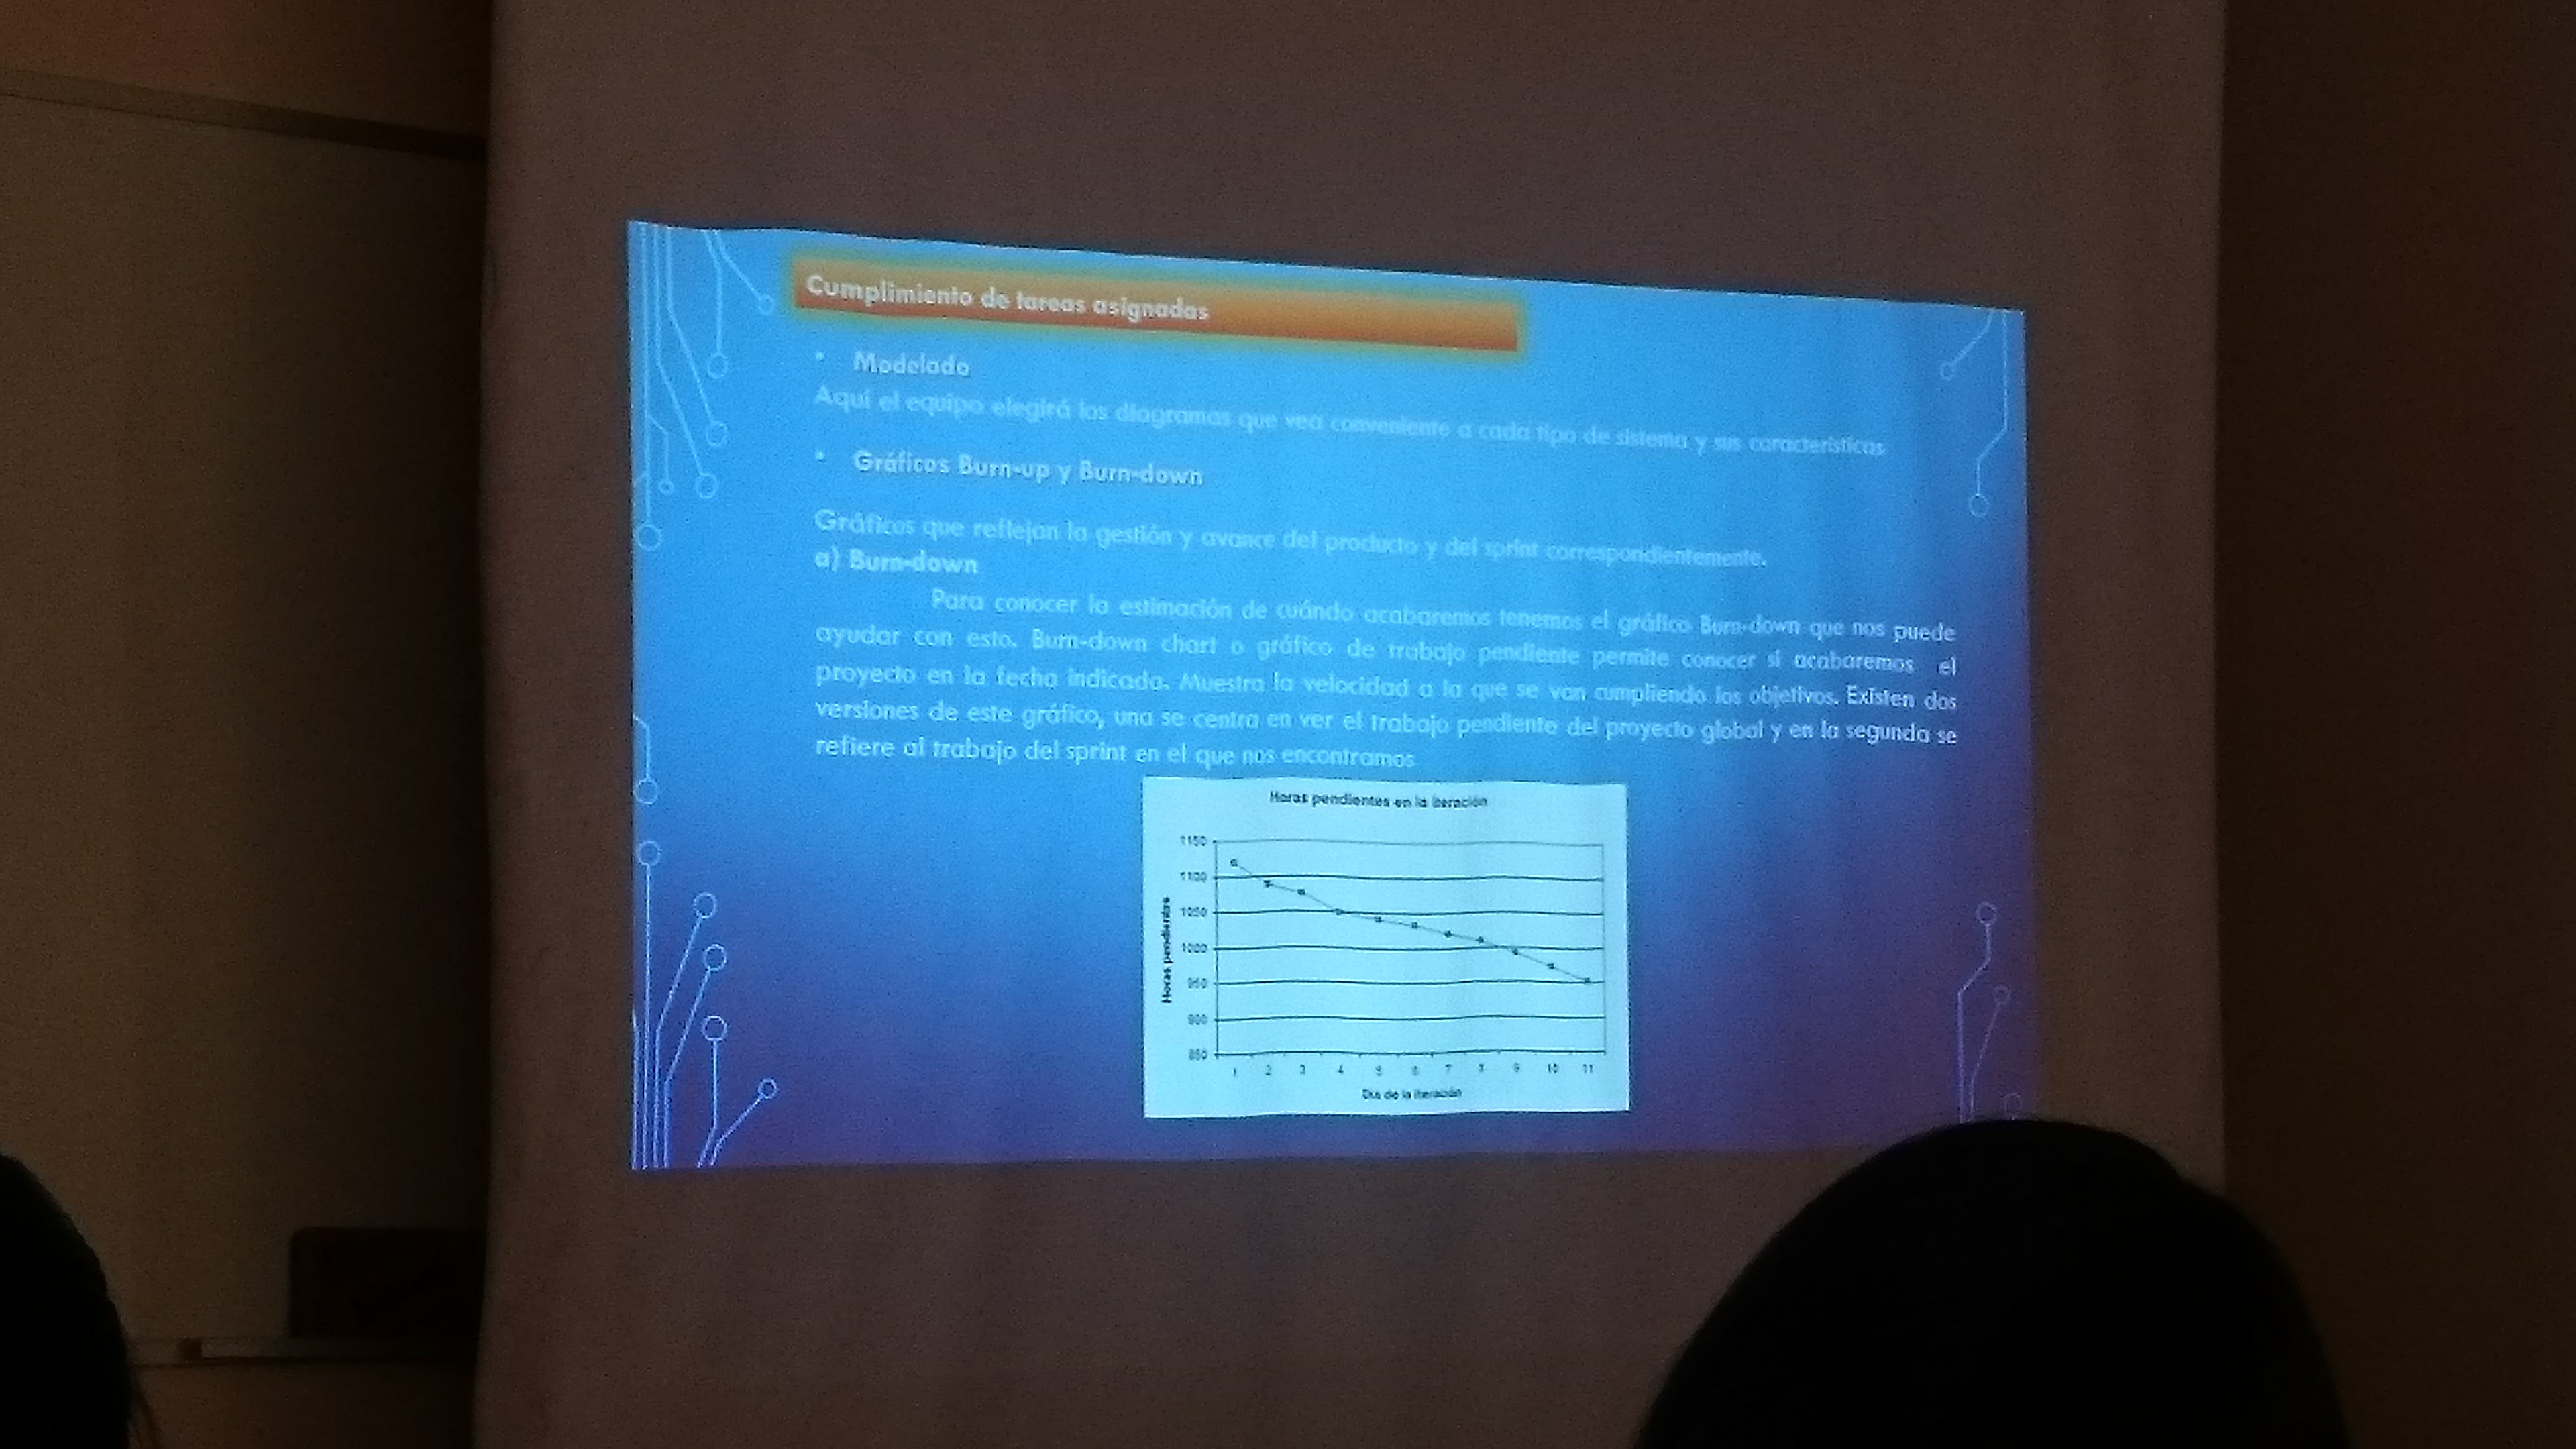 Cumplimiento de tareas asignadas
• Modelado
Aquí el equipo elegirá los diagramas que vea conveniente a cada tipo de sistema y sus características
• Gráficos Burn-up y Burn-down
Gráficos que reflejan la gestión y avance del producto y del sprint correspondientemente.
a) Burn-down
Para conocer la estimación de cuándo acabaremos tenemos el gráfico Burn-down que nos puede
ayudar con esto. Burn-down chart o gráfico de trabajo pendiente permite conocer si acabaremos el
proyecto en la fecha indicada. Muestra la velocidad a la que se van cumpliendo los objetivos. Existen dos
versiones de este gráfico, una se centra en ver el trabajo pendiente del proyecto global y en la segunda se
refiere al trabajo del sprint en el que nos encontramos
Horas pendientes en la iteración
Horas pendientes
1150
1100
1050
1000
950
900
850
1 2 3 4 5 6 7 8 9 10 11
Día de la iteración